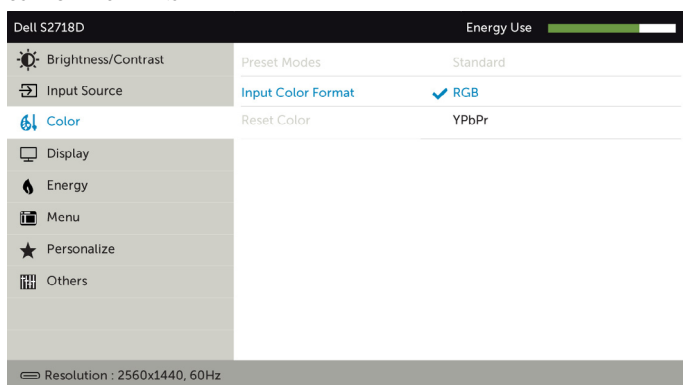 Dell S2718D Energy Use
Brightness/Contrast Preset Modes Standard
Input Source Input Color Format RGB
Color Reset Color YPbPr
Display
Energy
Menu
Personalize
Others
Resolution : 2560x1440, 60Hz